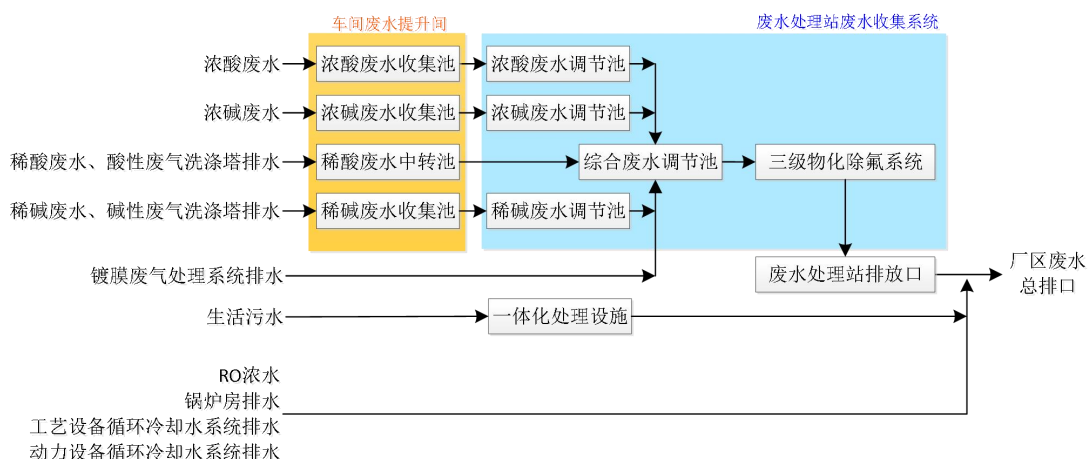 车间废水提升间
废水处理站废水收集系统
浓酸废水
浓酸废水收集池
浓酸废水调节池
浓碱废水
浓碱废水收集池
浓碱废水调节池
稀酸废水、酸性废气洗涤塔排水
稀酸废水中转池
综合废水调节池
三级物化除氟系统
稀碱废水、碱性废气洗涤塔排水
稀碱废水收集池
稀碱废水调节池
镀膜废气处理系统排水
废水处理站排放口
厂区废水
总排口
生活污水
一体化处理设施
RO浓水
锅炉房排水
工艺设备循环冷却水系统排水
动力设备循环冷却水系统排水